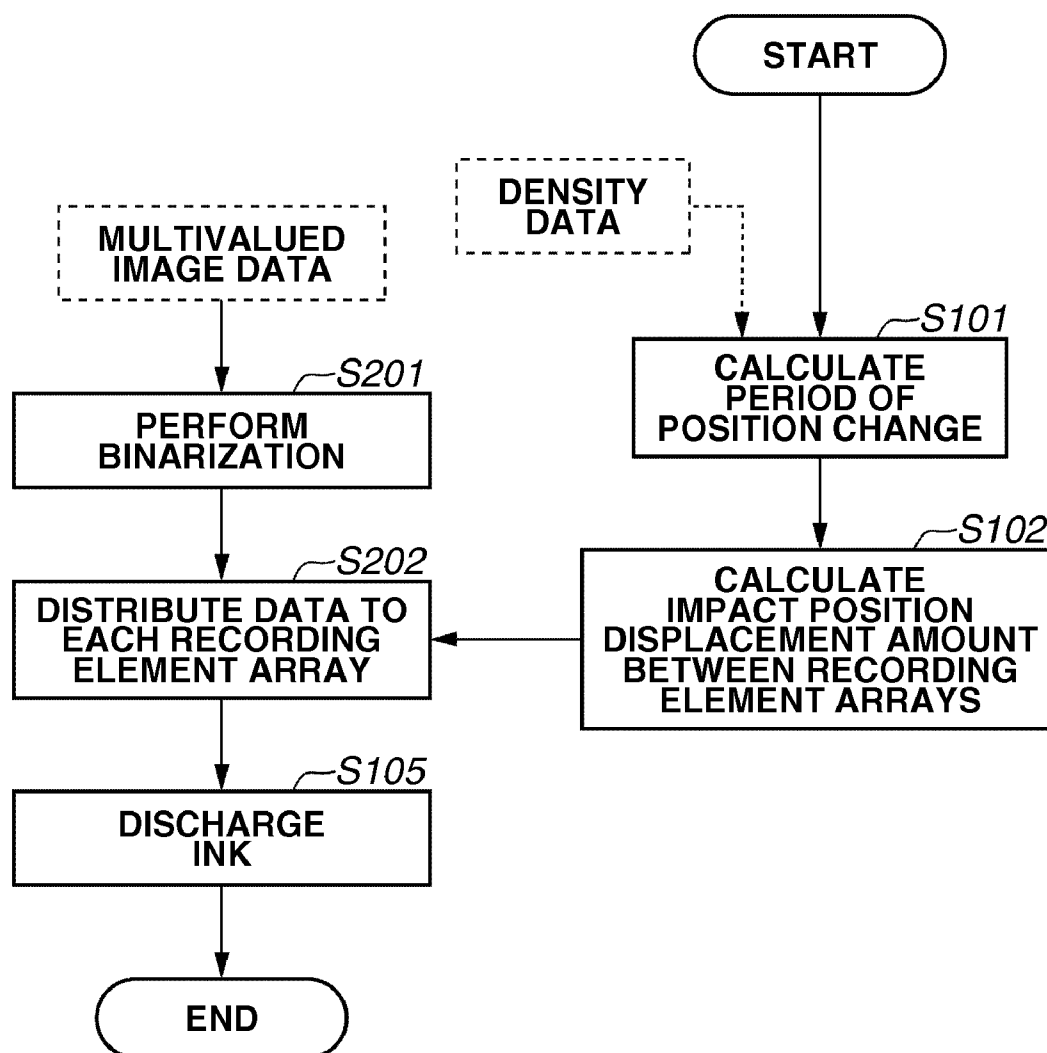 START
DENSITY
DATA
MULTIVALUED
IMAGE DATA
S101
CALCULATE
PERIOD OF
POSITION CHANGE
S201
PERFORM
BINARIZATION
S102
CALCULATE
IMPACT POSITION
DISPLACEMENT AMOUNT
BETWEEN RECORDING
ELEMENT ARRAYS
S202
DISTRIBUTE DATA TO
EACH RECORDING
ELEMENT ARRAY
S105
DISCHARGE
INK
END